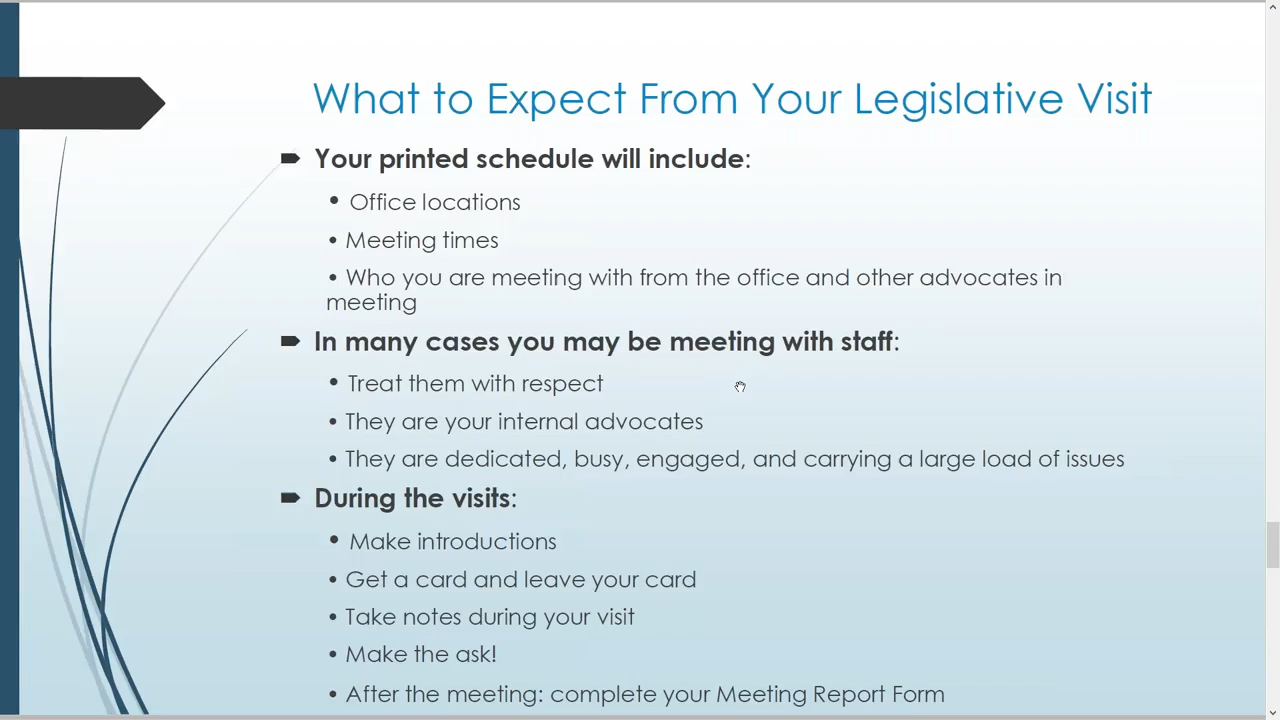 What to Expect From Your Legislative Visit
Your printed schedule will include:
• Office locations
• Meeting times
• Who you are meeting with from the office and other advocates in
meeting
In many cases you may be meeting with staff:
• Treat them with respect
• They are your internal advocates
• They are dedicated, busy, engaged, and carrying a large load of issues
During the visits:
• Make introductions
• Get a card and leave your card
• Take notes during your visit
• Make the ask!
• After the meeting: complete your Meeting Report Form